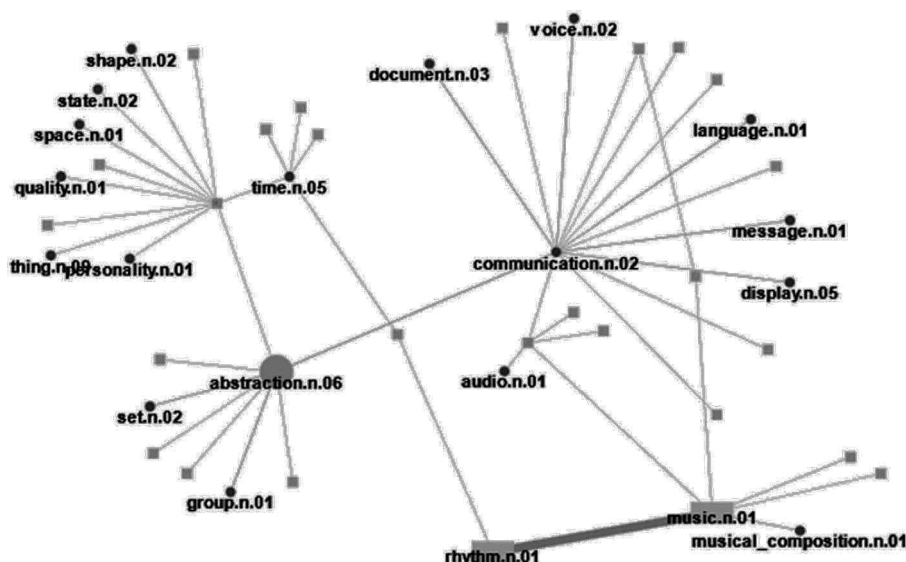 voice.n.02
shape.n.02
document.n.03
state.n.02
space.n.01
language.n.01
quality.n.01
time.n.05
message.n.01
communication.n.02
thing.n.09
personality.n.01
display.n.05
abstraction.n.06
audio.n.01
set.n.02
group.n.01
music.n.01
musical_composition.n.01
rhythm.n.01